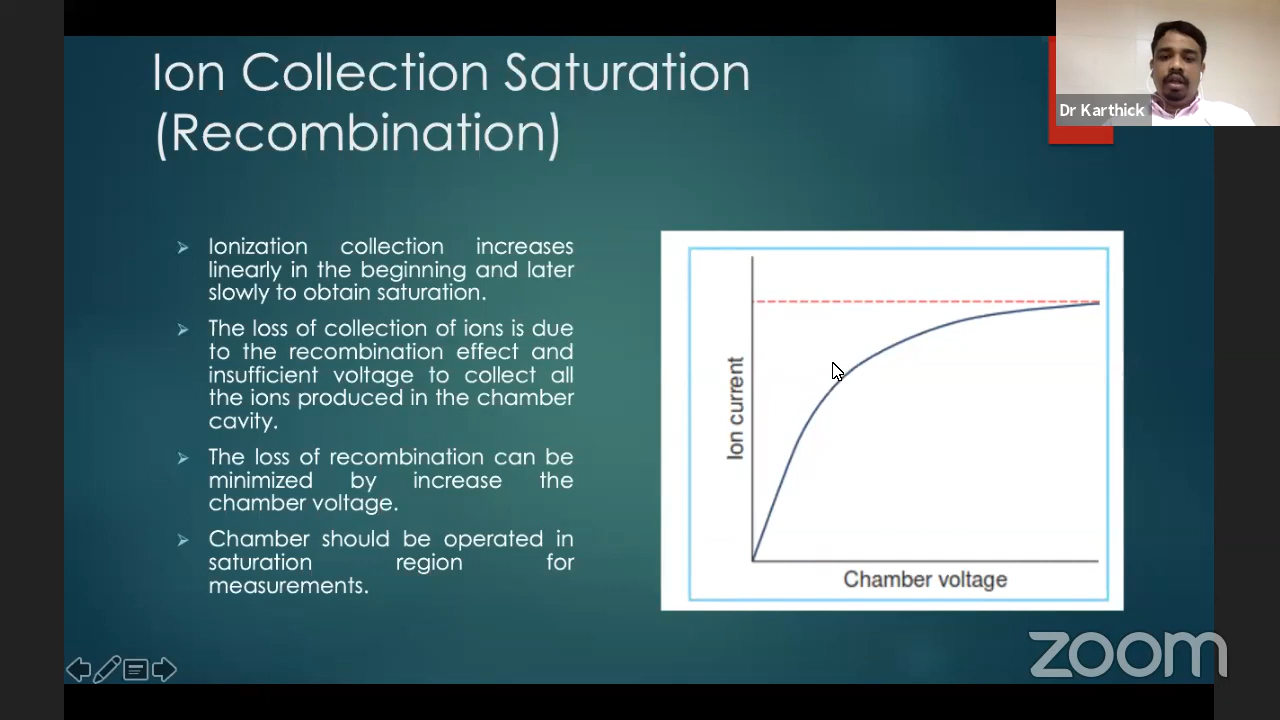 Ion Collection Saturation
(Recombination)
Dr Karthick
Ionization collection increases
linearly in the beginning and later
slowly to obtain saturation.
The loss of collection of ions is due
to the recombination effect and
insufficient voltage to collect all
the ions produced in the chamber
cavity.
The loss of recombination can be
minimized by increase the
chamber voltage.
Chamber should be operated in
saturation region for
measurements.
Ion current
Chamber voltage
zoom